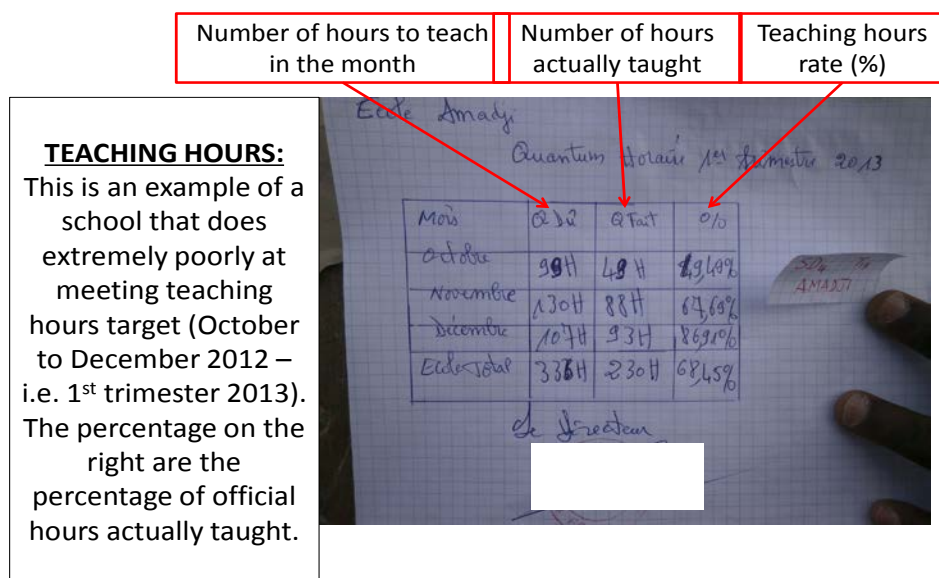 Number of hours to teach in the month
Number of hours actually taught
Teaching hours rate (%)
TEACHING HOURS:
This is an example of a
school that does
extremely poorly at
meeting teaching
hours target (October
to December 2012 –
i.e. 1st trimester 2013).
The percentage on the
right are the
percentage of official
hours actually taught.
Ecole Amadji
Quantum Horaire 1er trimestre 2013
Mois Q Dû Q Fait %
Octobre 99H 49H 49,49%
Novembre 130H 88H 67,69%
Décembre 107H 93H 86,91%
Ecole Total 336H 230H 68,45%
Le Directeur
AMADJI